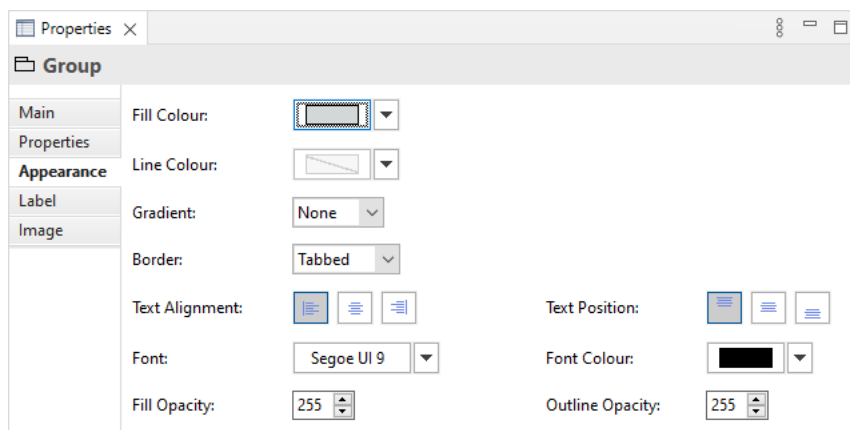 Properties
Group
Main
Properties
Appearance
Label
Image
Fill Colour:
Line Colour:
Gradient: None
Border: Tabbed
Text Alignment: Text Position:
Font: Segoe UI 9 Font Colour:
Fill Opacity: 255 Outline Opacity: 255